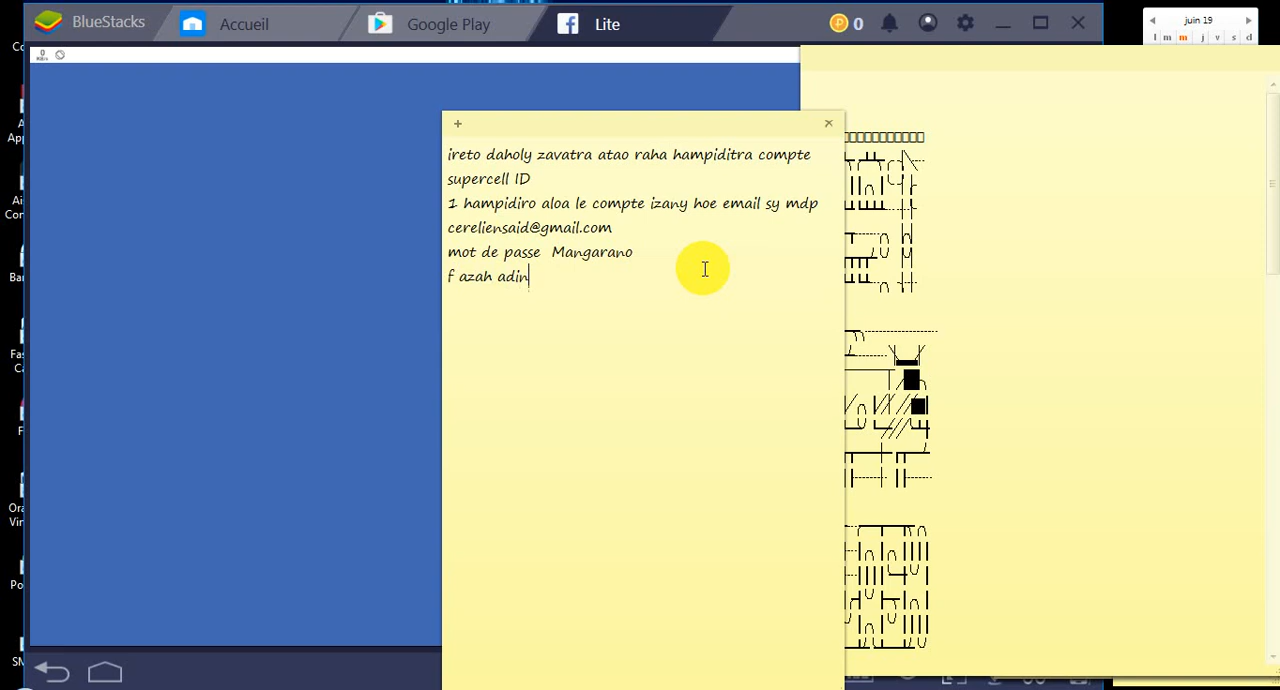 BlueStacks
Accueil
Google Play
Lite
0
juin 19
l m m j v s d
ireto daholy zavatra atao raha hampiditra compte
supercell ID
1 hampidiro aloa le compte izany hoe email sy mdp
cereliensaid@gmail.com
mot de passe Mangarano
f azah adin